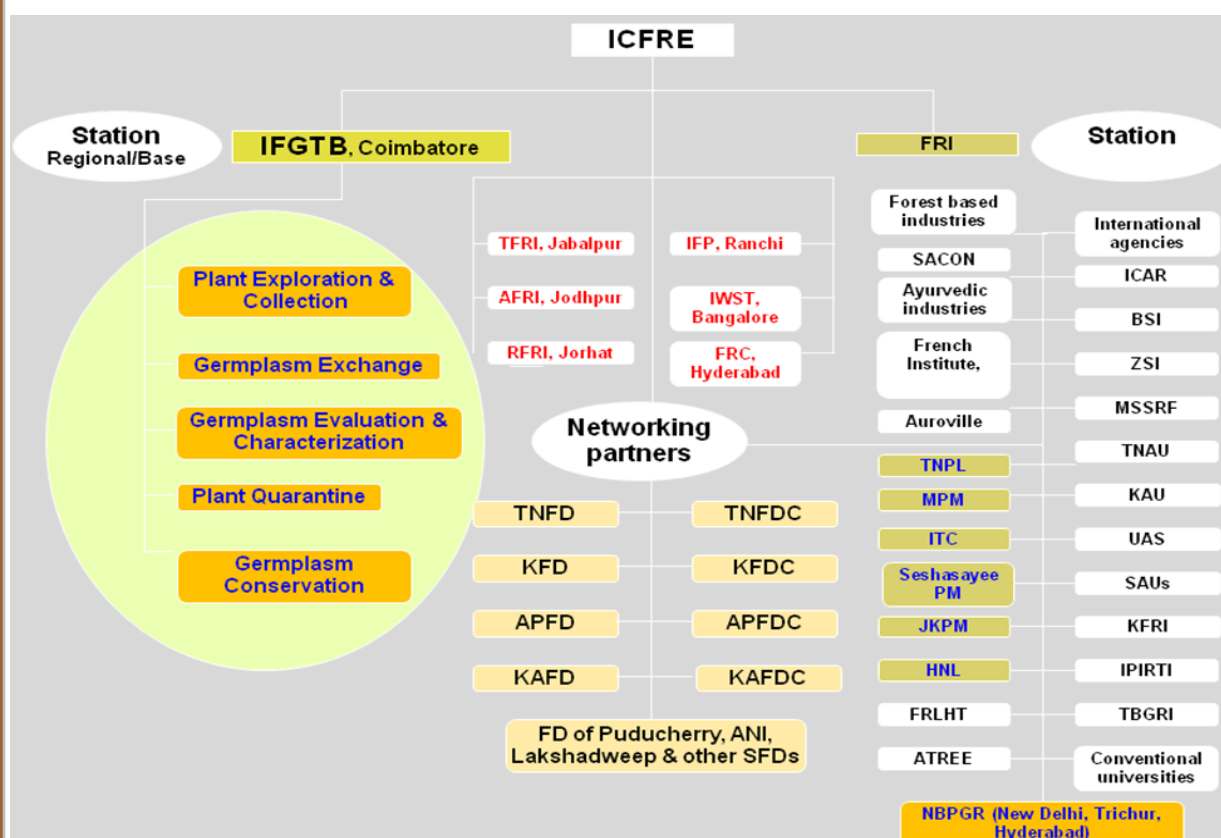 ICFRE
Station
Regional/Base
IFGTB, Coimbatore
FRI
Station
Plant Exploration &
Collection
Germplasm Exchange
Germplasm Evaluation &
Characterization
Plant Quarantine
Germplasm
Conservation
TFRI, Jabalpur
IFP, Ranchi
AFRI, Jodhpur
IWST,
Bangalore
RFRI, Jorhat
FRC,
Hyderabad
Networking
partners
TNFD
TNFDC
KFD
KFDC
APFD
APFDC
KAFD
KAFDC
FD of Puducherry, ANI,
Lakshadweep & other SFDs
Forest based
industries
SACON
Ayurvedic
industries
French
Institute,
Auroville
TNPL
MPM
ITC
Seshasayee
PM
JKPM
HNL
FRLHT
ATREE
International
agencies
ICAR
BSI
ZSI
MSSRF
TNAU
KAU
UAS
SAUs
KFRI
IPIRTI
TBGRI
Conventional
universities
NBPGR (New Delhi, Trichur,
Hyderabad)